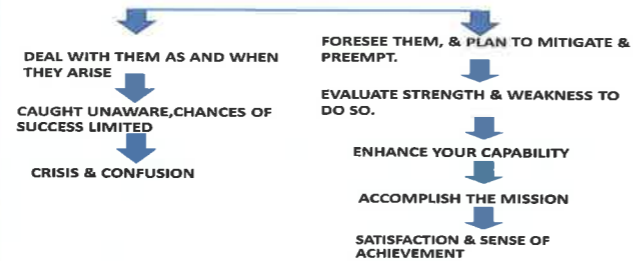 DEAL WITH THEM AS AND WHEN
THEY ARISE
CAUGHT UNAWARE,CHANCES OF
SUCCESS LIMITED
CRISIS & CONFUSION
FORESEE THEM, & PLAN TO MITIGATE &
PREEMPT.
EVALUATE STRENGTH & WEAKNESS TO
DO SO.
ENHANCE YOUR CAPABILITY
ACCOMPLISH THE MISSION
SATISFACTION & SENSE OF
ACHIEVEMENT